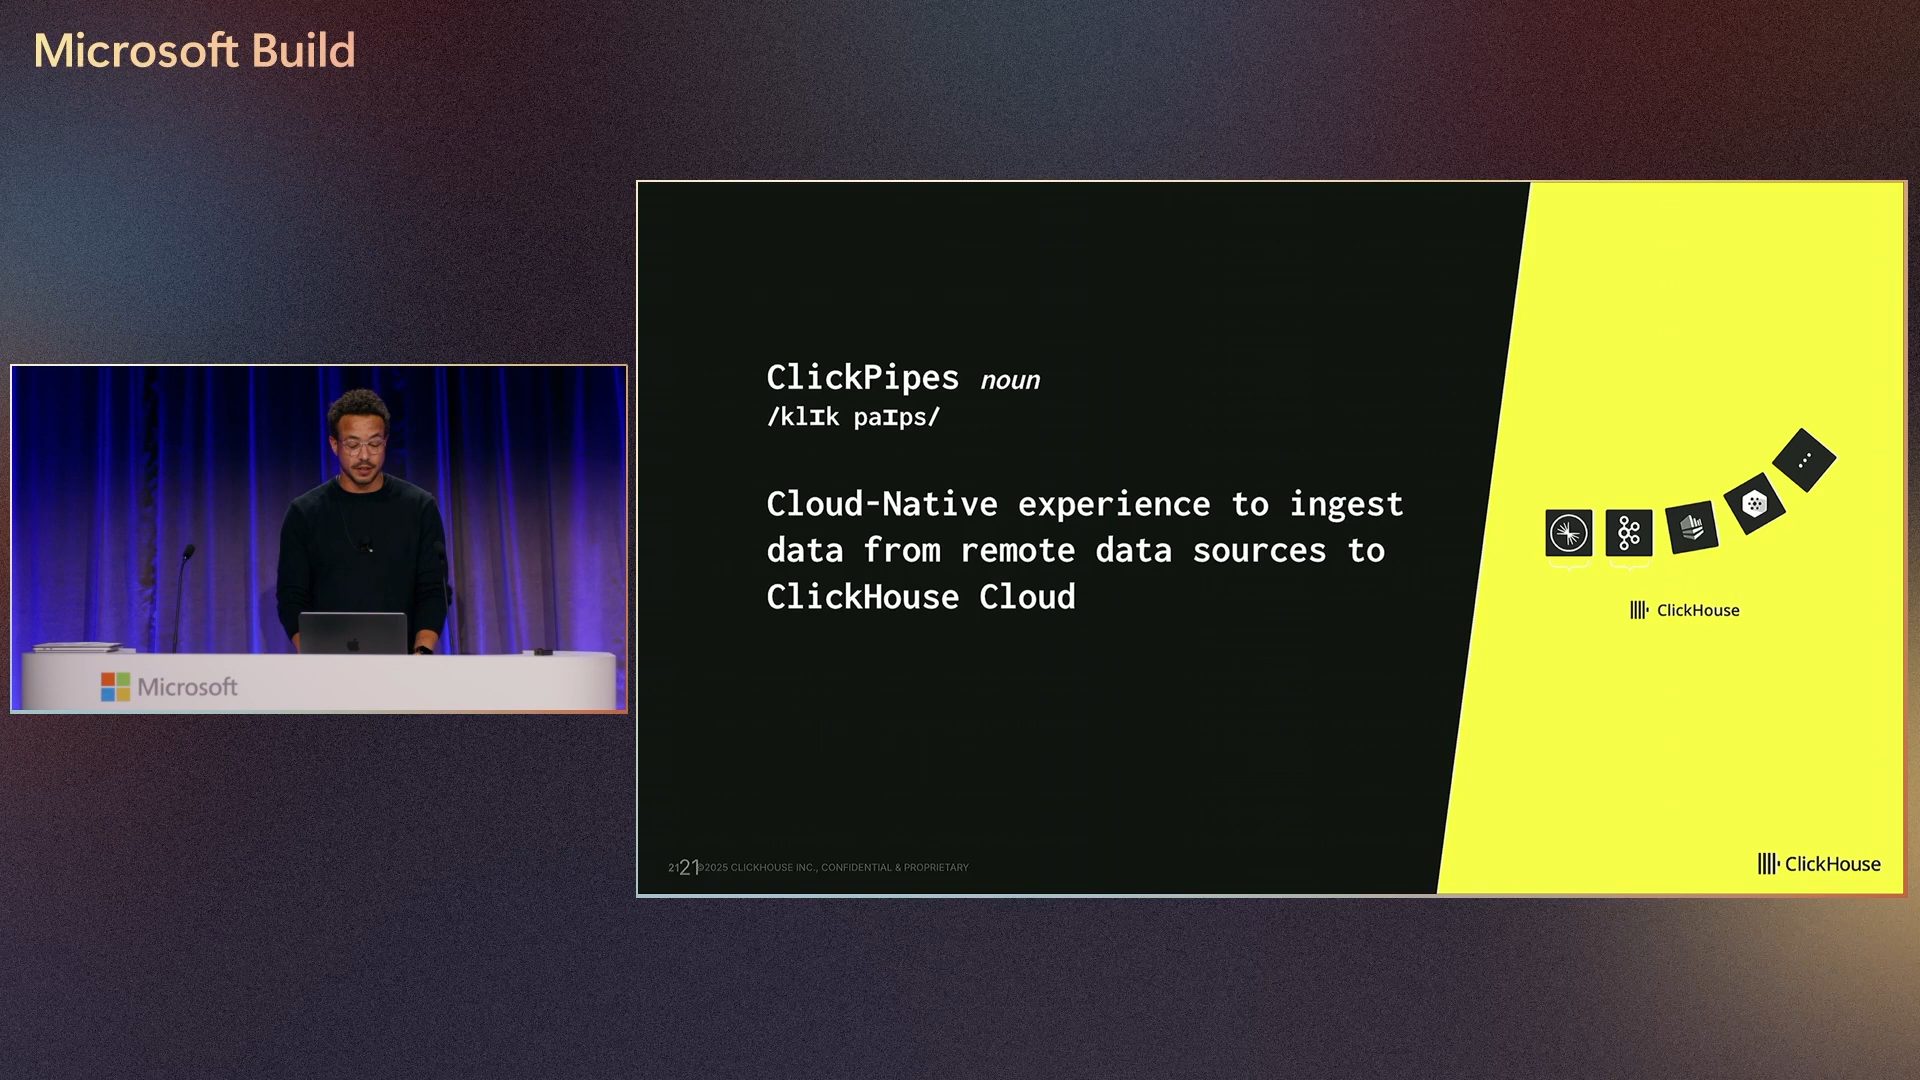 Microsoft Build
Microsoft
ClickPipes noun
/klɪk paɪps/
Cloud-Native experience to ingest
data from remote data sources to
ClickHouse Cloud
ClickHouse
2121©2025 CLICKHOUSE INC., CONFIDENTIAL & PROPRIETARY
ClickHouse